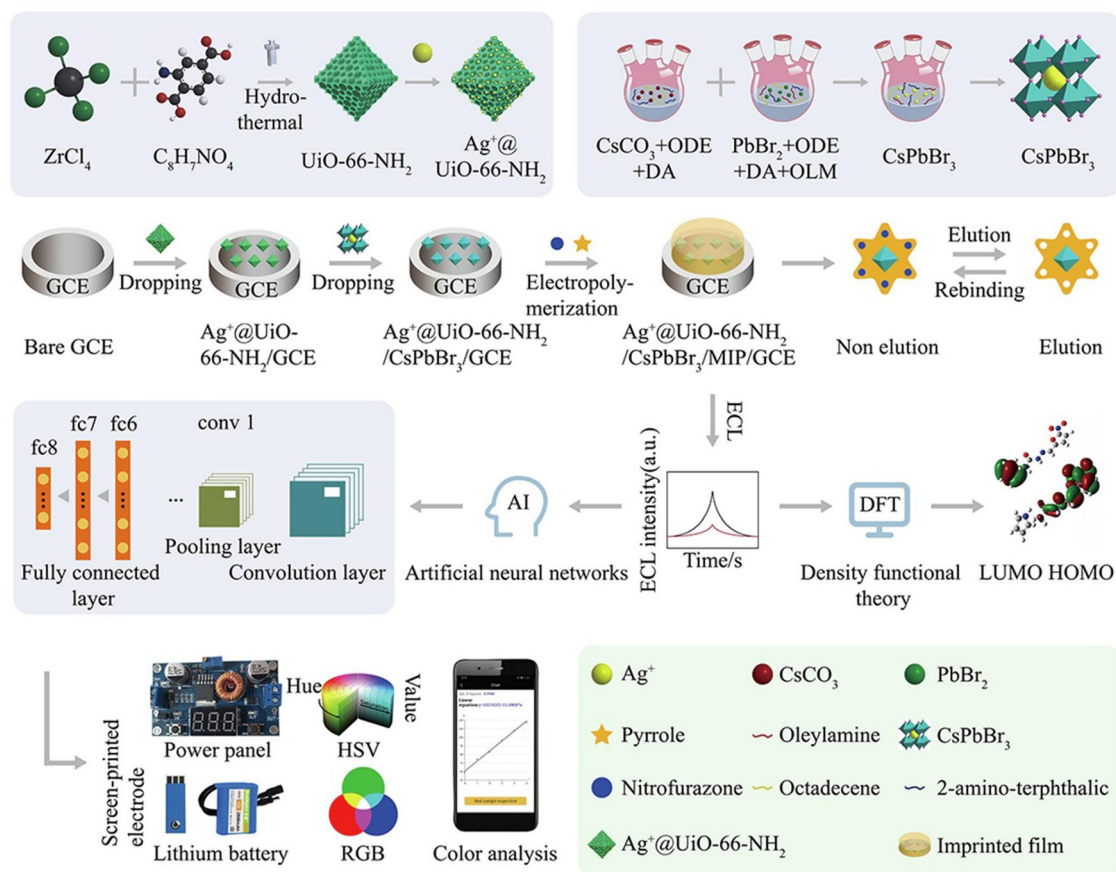 ZrCl4
C8H7NO4
Hydro-
thermal
UiO-66-NH2
Ag+@
UiO-66-NH2
CsCO3+ODE
+DA
PbBr2+ODE
+DA+OLM
CsPbBr3
CsPbBr3
GCE
Bare GCE
Dropping
GCE
Ag+@UiO-
66-NH2/GCE
Dropping
GCE
Ag+@UiO-66-NH2
/CsPbBr3/GCE
Electropoly-
merization
GCE
Ag+@UiO-66-NH2
/CsPbBr3/MIP/GCE
Non elution
Elution
Rebinding
Elution
fc8
fc7
fc6
conv 1
...
Pooling layer
Fully connected
layer
Convolution layer
AI
Artificial neural networks
ECL
ECL intensity(a.u.)
Time/s
DFT
Density functional
theory
LUMO HOMO
Screen-printed
electrode
Power panel
Lithium battery
Hue
Value
HSV
RGB
Linear
Color analysis
Ag+
CsCO3
PbBr2
Pyrrole
Oleylamine
CsPbBr3
Nitrofurazone
Octadecene
2-amino-terphthalic
Ag+@UiO-66-NH2
Imprinted film